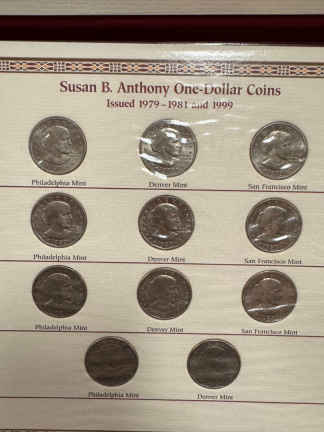 Susan B. Anthony One-Dollar Coins
Issued 1979–1981 and 1999
Philadelphia Mint
Denver Mint
San Francisco Mint
Philadelphia Mint
Denver Mint
San Francisco Mint
Philadelphia Mint
Denver Mint
San Francisco Mint
Philadelphia Mint
Denver Mint